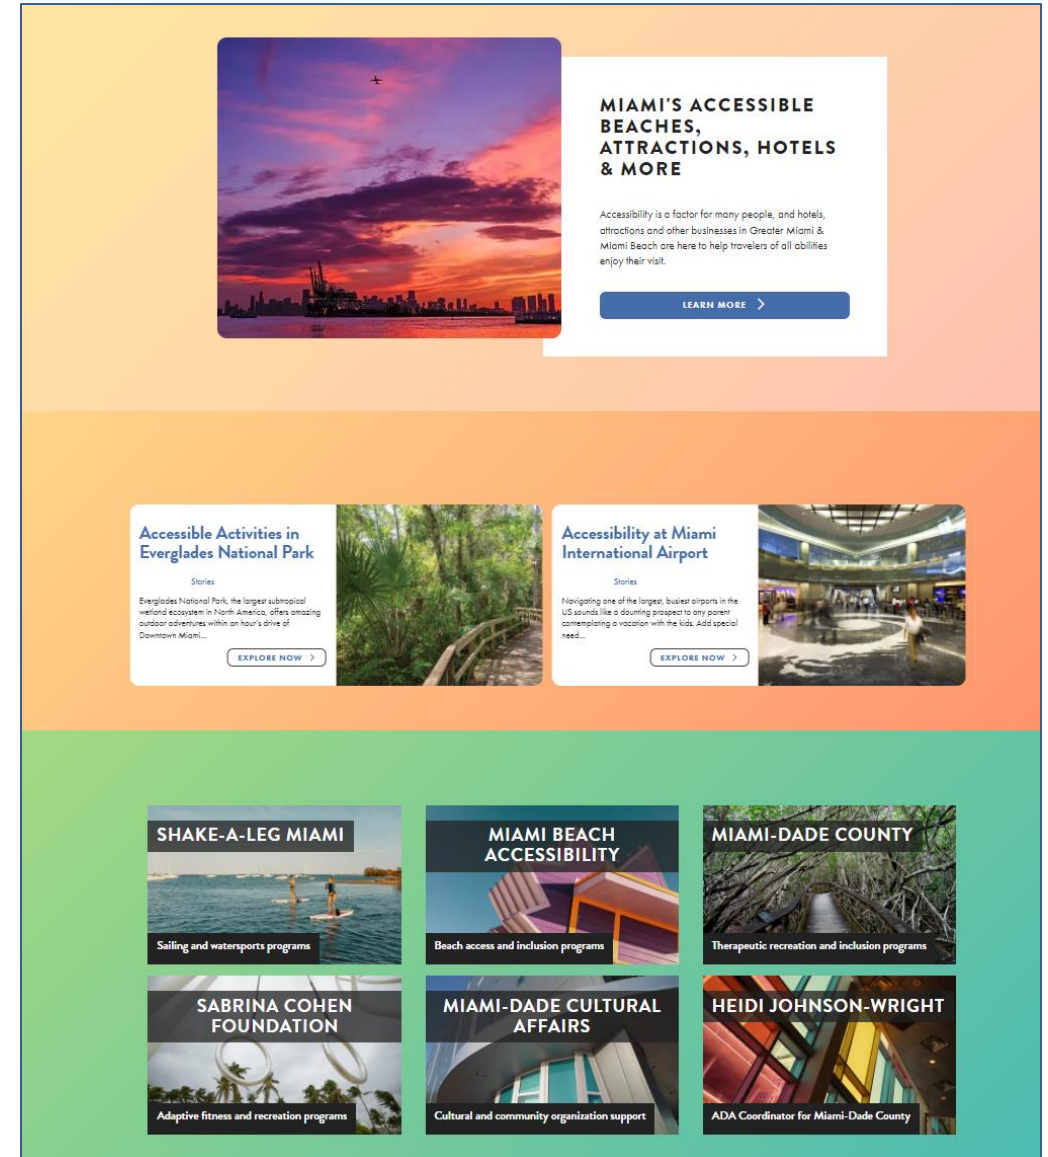 MIAMI'S ACCESSIBLE
BEACHES,
ATTRACTIONS, HOTELS
& MORE
Accessibility is a factor for many people, and hotels,
attractions and other businesses in Greater Miami &
Miami Beach are here to help travelers of all abilities
enjoy their visit.
LEARN MORE
Accessible Activities in
Everglades National Park
Stories
Everglades National Park, the largest subtropical
wetland ecosystem in North America, offers amazing
outdoor adventures within an hour's drive of
Downtown Miami...
EXPLORE NOW
Accessibility at Miami
International Airport
Stories
Navigating one of the largest, busiest airports in the
US sounds like a daunting prospect to any parent
contemplating a vacation with the kids. Add special
need...
EXPLORE NOW
SHAKE-A-LEG MIAMI
Sailing and watersports programs
MIAMI BEACH
ACCESSIBILITY
Beach access and inclusion programs
MIAMI-DADE COUNTY
Therapeutic recreation and inclusion programs
SABRINA COHEN
FOUNDATION
Adaptive fitness and recreation programs
MIAMI-DADE CULTURAL
AFFAIRS
Cultural and community organization support
HEIDI JOHNSON-WRIGHT
ADA Coordinator for Miami-Dade County